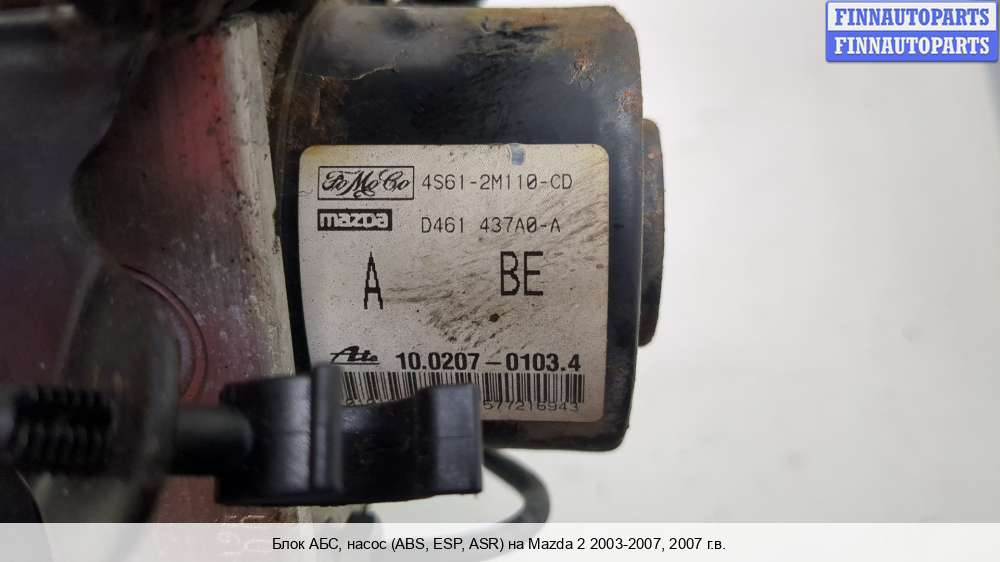 FINNAUTOPARTS
FINNAUTOPARTS
FoMoCo 4S61-2M110-CD
mazda D461 437A0-A
A BE
Ate 10.0207-0103.4
577216943
Блок АБС, насос (ABS, ESP, ASR) на Mazda 2 2003-2007, 2007 г.в.